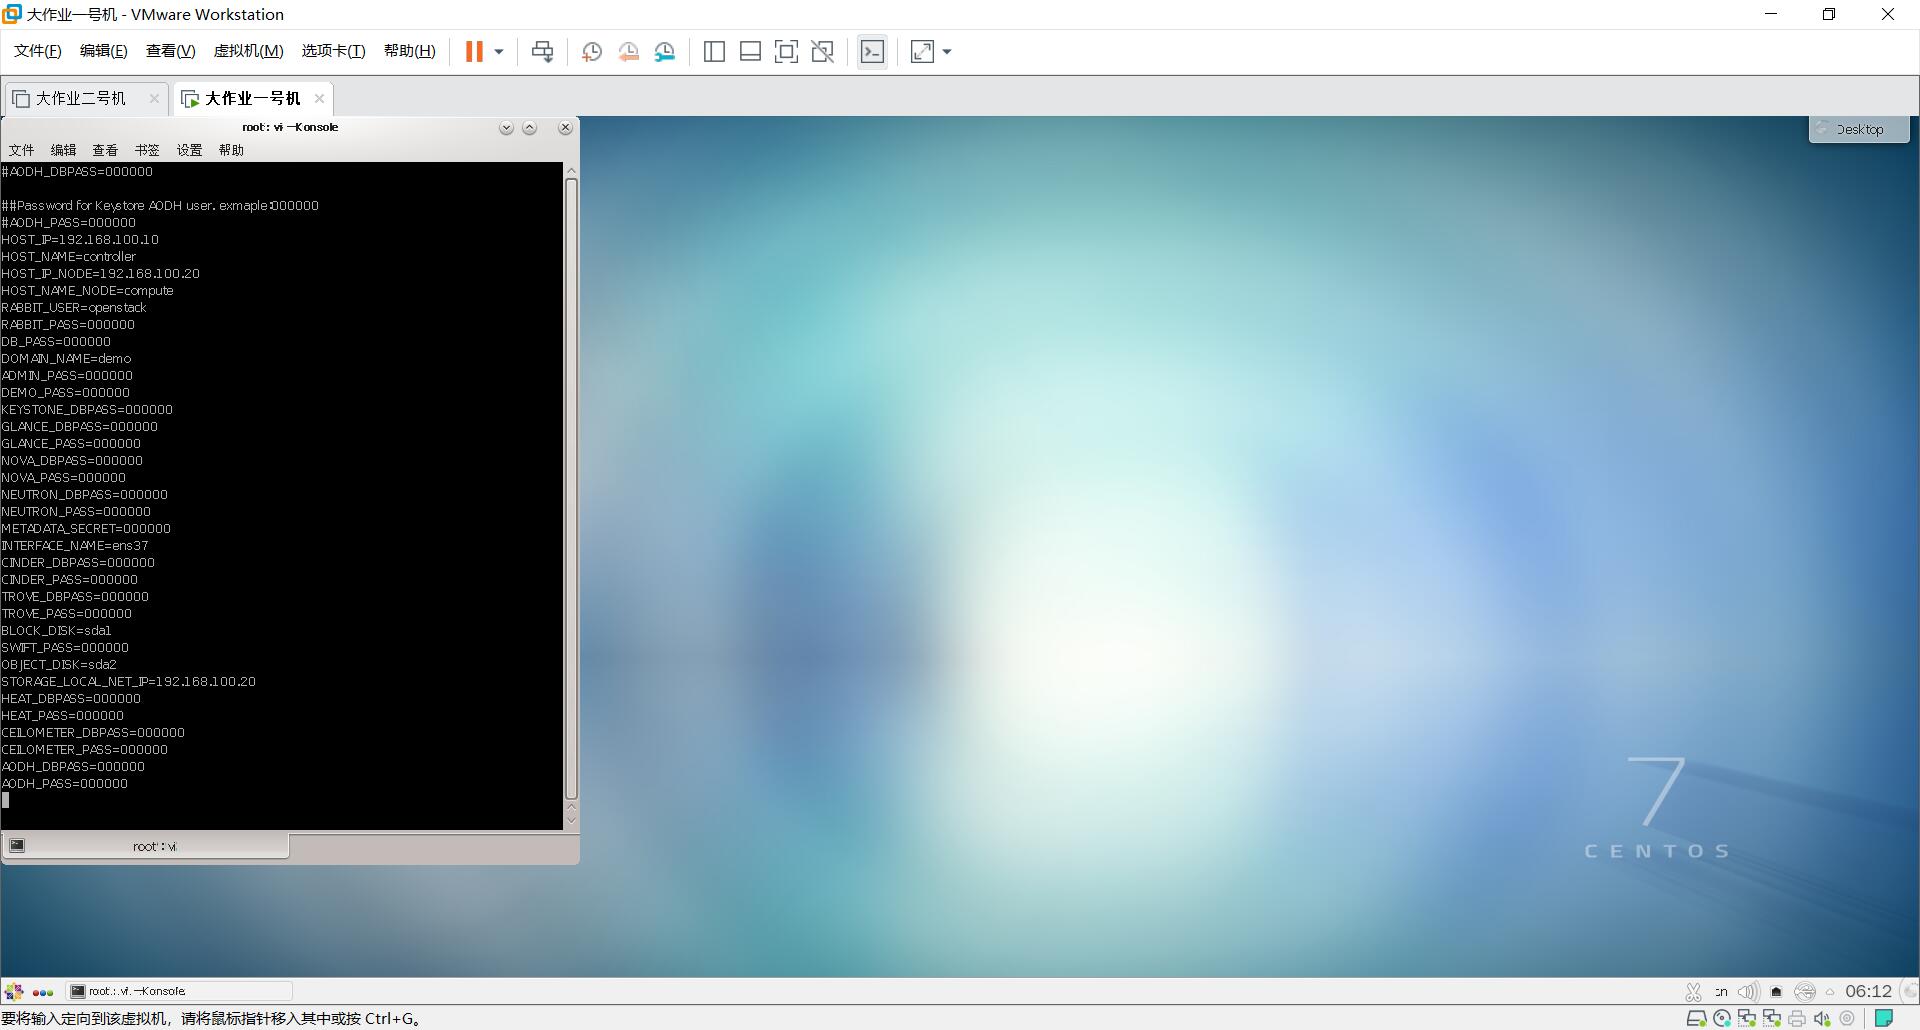 大作业一号机 - VMware Workstation
文件(F) 编辑(E) 查看(V) 虚拟机(M) 选项卡(T) 帮助(H)
大作业二号机 大作业一号机
root : vi – Konsole
Desktop
文件 编辑 查看 书签 设置 帮助
#AODH_DBPASS=000000
##Password for Keystore AODH user. exmaple:000000
#AODH_PASS=000000
HOST_IP=192.168.100.10
HOST_NAME=controller
HOST_IP_NODE=192.168.100.20
HOST_NAME_NODE=compute
RABBIT_USER=openstack
RABBIT_PASS=000000
DB_PASS=000000
DOMAIN_NAME=demo
ADMIN_PASS=000000
DEMO_PASS=000000
KEYSTONE_DBPASS=000000
GLANCE_DBPASS=000000
GLANCE_PASS=000000
NOVA_DBPASS=000000
NOVA_PASS=000000
NEUTRON_DBPASS=000000
NEUTRON_PASS=000000
METADATA_SECRET=000000
INTERFACE_NAME=ens37
CINDER_DBPASS=000000
CINDER_PASS=000000
TROVE_DBPASS=000000
TROVE_PASS=000000
BLOCK_DISK=sda1
SWIFT_PASS=000000
OBJECT_DISK=sda2
STORAGE_LOCAL_NET_IP=192.168.100.20
HEAT_DBPASS=000000
HEAT_PASS=000000
CEILOMETER_DBPASS=000000
CEILOMETER_PASS=000000
AODH_DBPASS=000000
AODH_PASS=000000
root : vi
7
CENTOS
root : vi – Konsole
06:12
要将输入定向到该虚拟机，请将鼠标指针移入其中或按 Ctrl+G。